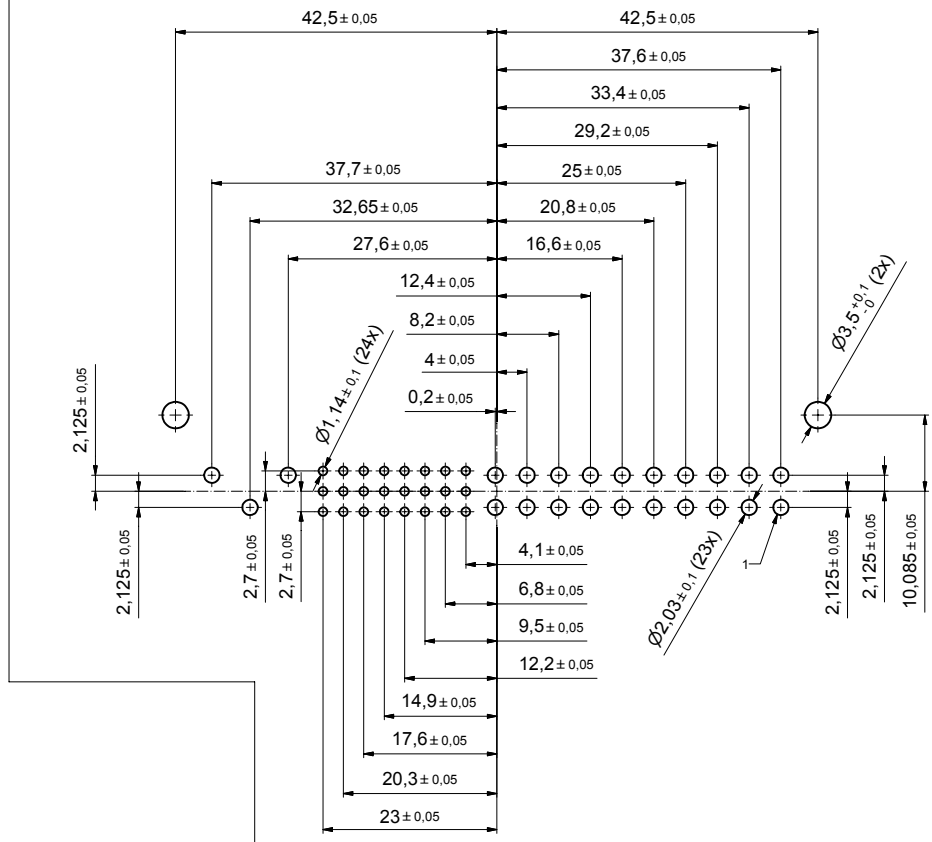 42,5 ± 0,05
42,5 ± 0,05
37,6 ± 0,05
33,4 ± 0,05
29,2 ± 0,05
37,7 ± 0,05
25 ± 0,05
32,65 ± 0,05
20,8 ± 0,05
27,6 ± 0,05
16,6 ± 0,05
12,4 ± 0,05
8,2 ± 0,05
4 ± 0,05
0,2 ± 0,05
Ø1,14 ± 0,1 (24x)
Ø3,5 +0,1 -0 (2x)
2,125 ± 0,05
2,125 ± 0,05
2,7 ± 0,05
2,7 ± 0,05
4,1 ± 0,05
6,8 ± 0,05
9,5 ± 0,05
12,2 ± 0,05
14,9 ± 0,05
17,6 ± 0,05
20,3 ± 0,05
23 ± 0,05
Ø2,03 ± 0,1 (23x)
1
2,125 ± 0,05
2,125 ± 0,05
10,085 ± 0,05